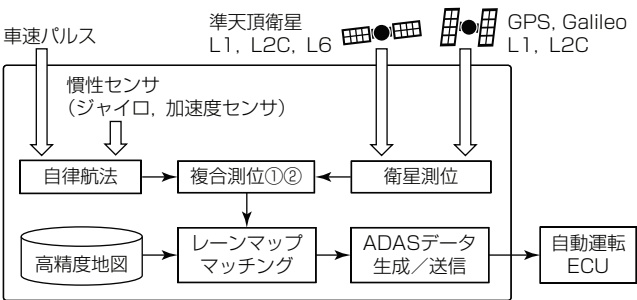 車速パルス
準天頂衛星
L1, L2C, L6
GPS, Galileo
L1, L2C
慣性センサ
（ジャイロ, 加速度センサ）
自律航法
複合測位①②
衛星測位
高精度地図
レーンマップ
マッチング
ADASデータ
生成／送信
自動運転
ECU